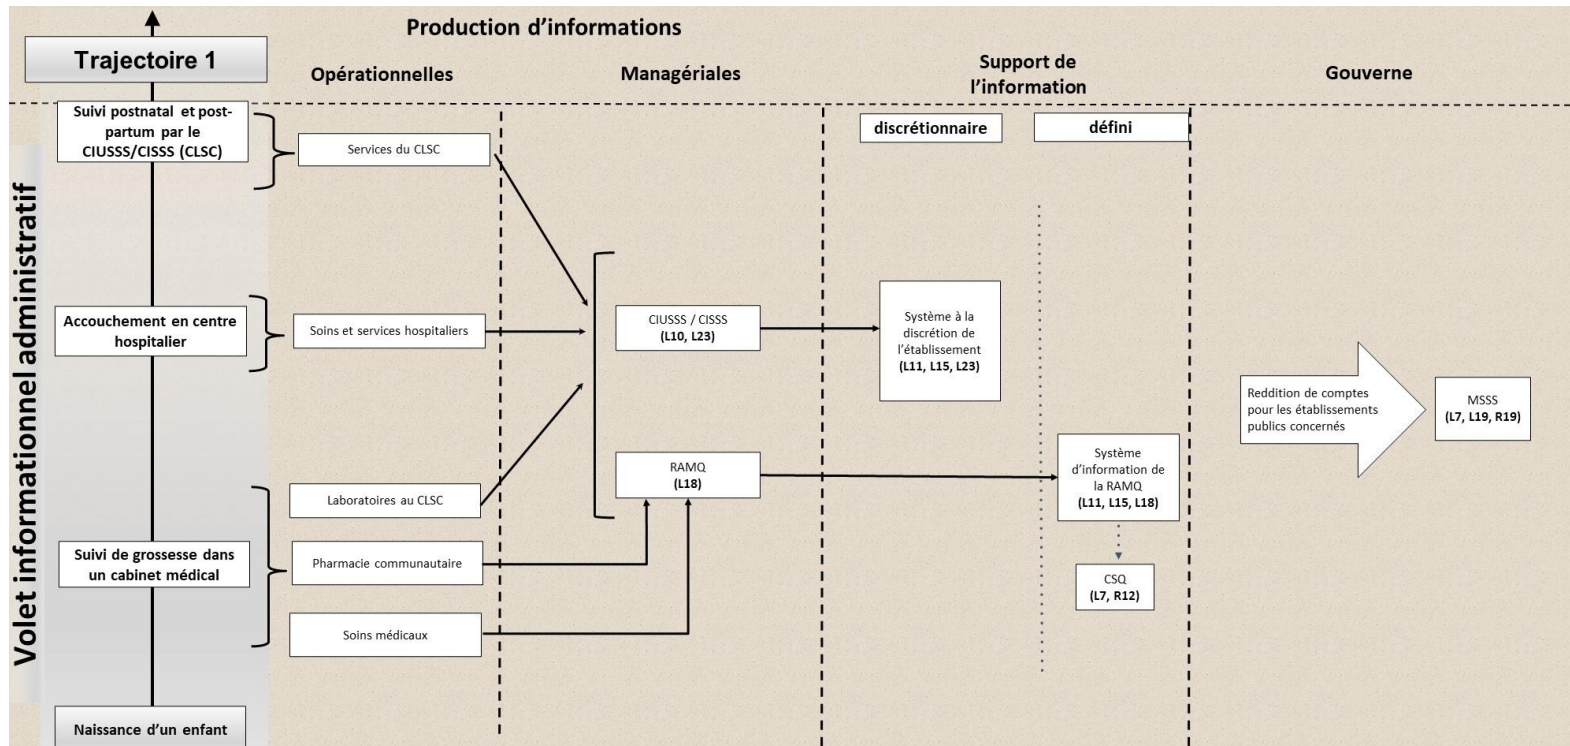 Production d’informations
Trajectoire 1
Opérationnelles
Managériales
Support de
l’information
Gouverne
discrétionnaire
défini
Volet informationnel administratif
Suivi postnatal et post-
partum par le
CIUSSS/CISSS (CLSC)
Services du CLSC
Accouchement en centre
hospitalier
Soins et services hospitaliers
CIUSSS / CISSS
(L10, L23)
Système à la
discrétion de
l’établissement
(L11, L15, L23)
Reddition de comptes
pour les établissements
publics concernés
MSSS
(L7, L19, R19)
Laboratoires au CLSC
RAMQ
(L18)
Système
d’information de
la RAMQ
(L11, L15, L18)
Suivi de grossesse dans
un cabinet médical
Pharmacie communautaire
CSQ
(L7, R12)
Soins médicaux
Naissance d’un enfant